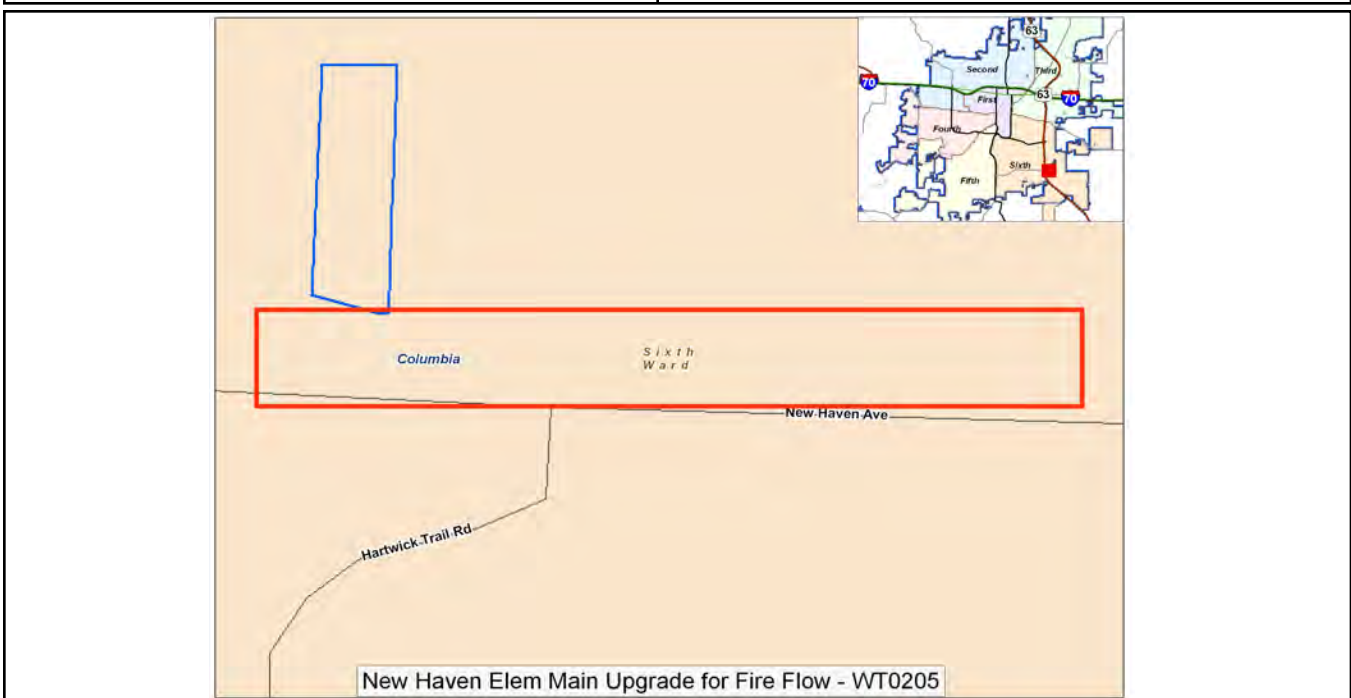 63
Second
Third
70
63
70
First
Fourth
Sixth
Fifth
Columbia
Sixth
Ward
New Haven Ave
Hartwick Trail Rd
New Haven Elem Main Upgrade for Fire Flow - WT0205